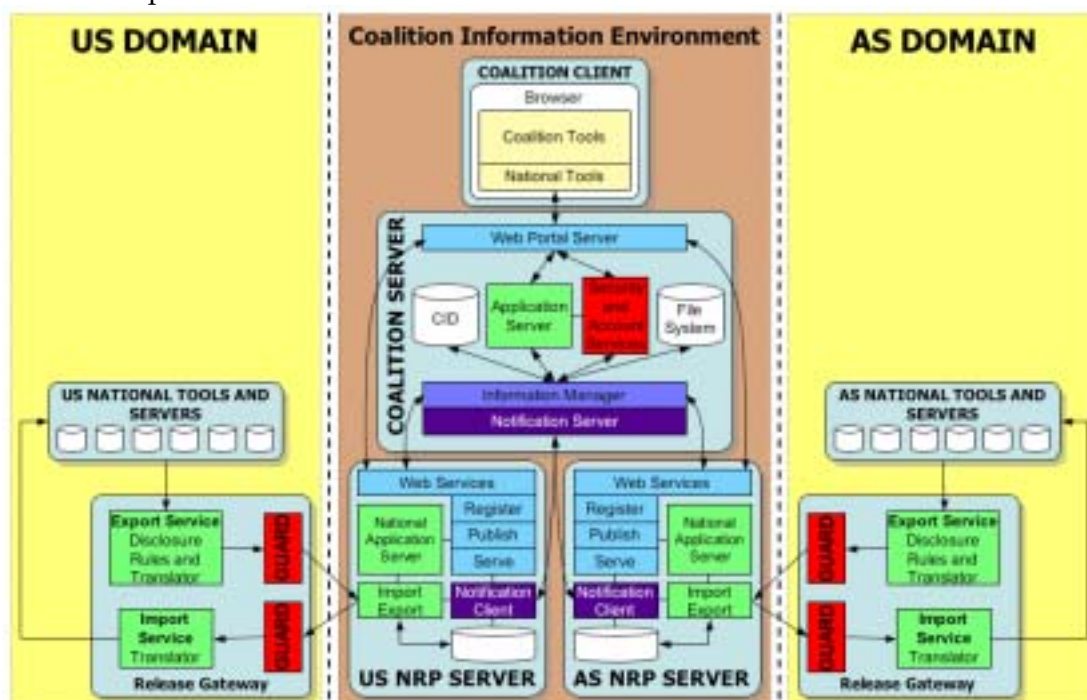 US DOMAIN
Coalition Information Environment
AS DOMAIN
COALITION CLIENT
Browser
Coalition Tools
National Tools
COALITION SERVER
Web Portal Server
CID
Application
Server
Security
and
Account
Services
File
System
Information Manager
Notification Server
US NATIONAL TOOLS AND
SERVERS
AS NATIONAL TOOLS AND
SERVERS
Export Service
Disclosure
Rules and
Translator
GUARD
Import
Service
Translator
GUARD
Release Gateway
Web Services
National
Application
Server
Register
Publish
Serve
Import
Export
Notification
Client
US NRP SERVER
Web Services
Register
Publish
Serve
National
Application
Server
Notification
Client
Import
Export
AS NRP SERVER
GUARD
Export Service
Disclosure
Rules and
Translator
GUARD
Import
Service
Translator
Release Gateway